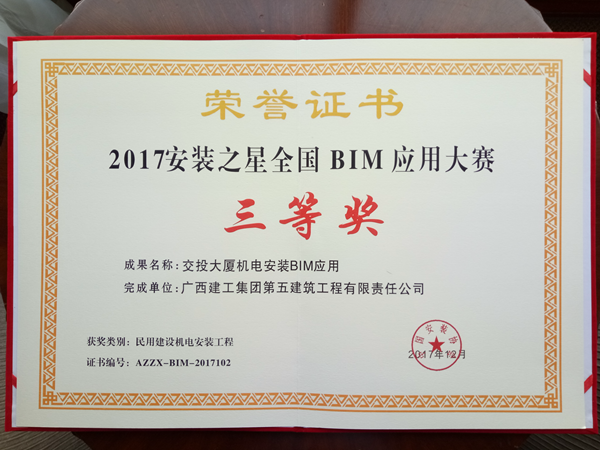 荣誉证书
2017安装之星全国 BIM 应用大赛
三等奖
成果名称：交投大厦机电安装BIM应用
完成单位：广西建工集团第五建筑工程有限责任公司
获奖类别：民用建设机电安装工程
证书编号：AZZX-BIM-2017102
2017年12月